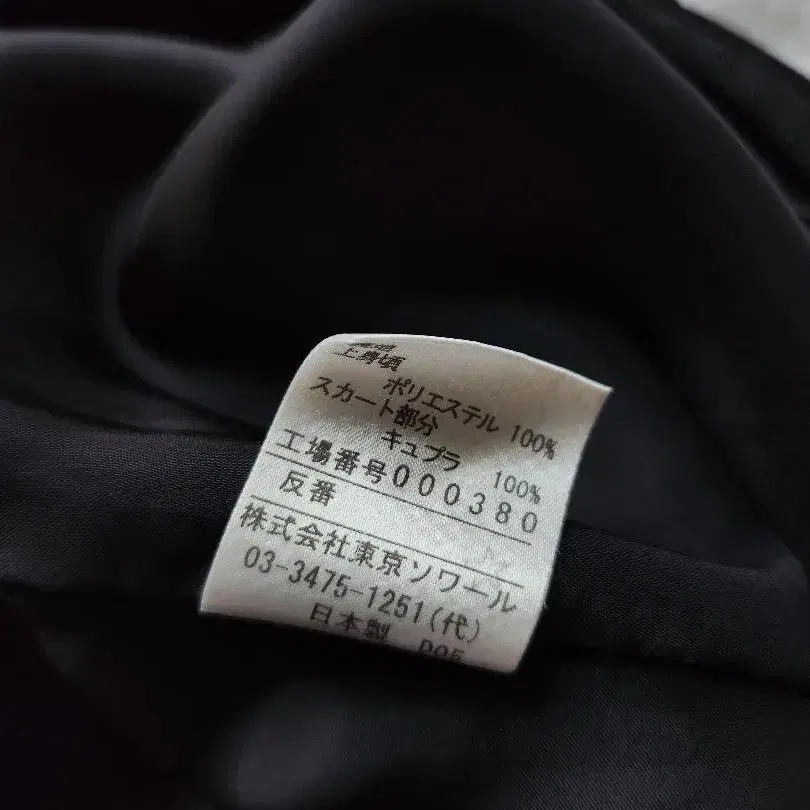 上身頃
ポリエステル 100%
スカート部分
キュプラ 100%
工場番号000380
反番
株式会社東京ソワール
03-3475-1251(代)
日本製